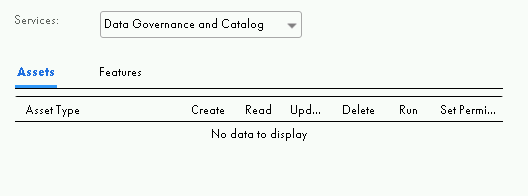 Services: Data Governance and Catalog
Assets Features
Asset Type Create Read Upd... Delete Run Set Permi...
No data to display